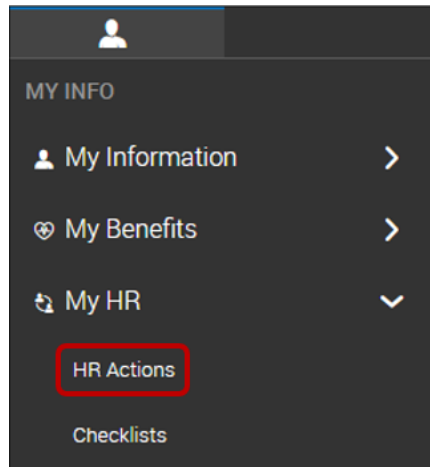 MY INFO
My Information
My Benefits
My HR
HR Actions
Checklists